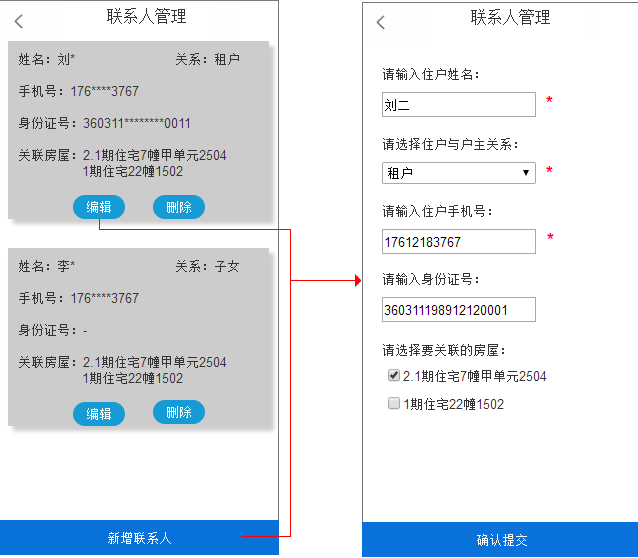 联系人管理
姓名：刘*
关系：租户
手机号：176****3767
身份证号：360311********0011
关联房屋：2.1期住宅7幢甲单元2504
1期住宅22幢1502
编辑
删除
姓名：李*
关系：子女
手机号：176****3767
身份证号：-
关联房屋：2.1期住宅7幢甲单元2504
1期住宅22幢1502
编辑
删除
新增联系人
联系人管理
请输入住户姓名：
刘二 *
请选择住户与户主关系：
租户 *
请输入住户手机号：
17612183767 *
请输入身份证号：
360311198912120001
请选择要关联的房屋：
2.1期住宅7幢甲单元2504
1期住宅22幢1502
确认提交